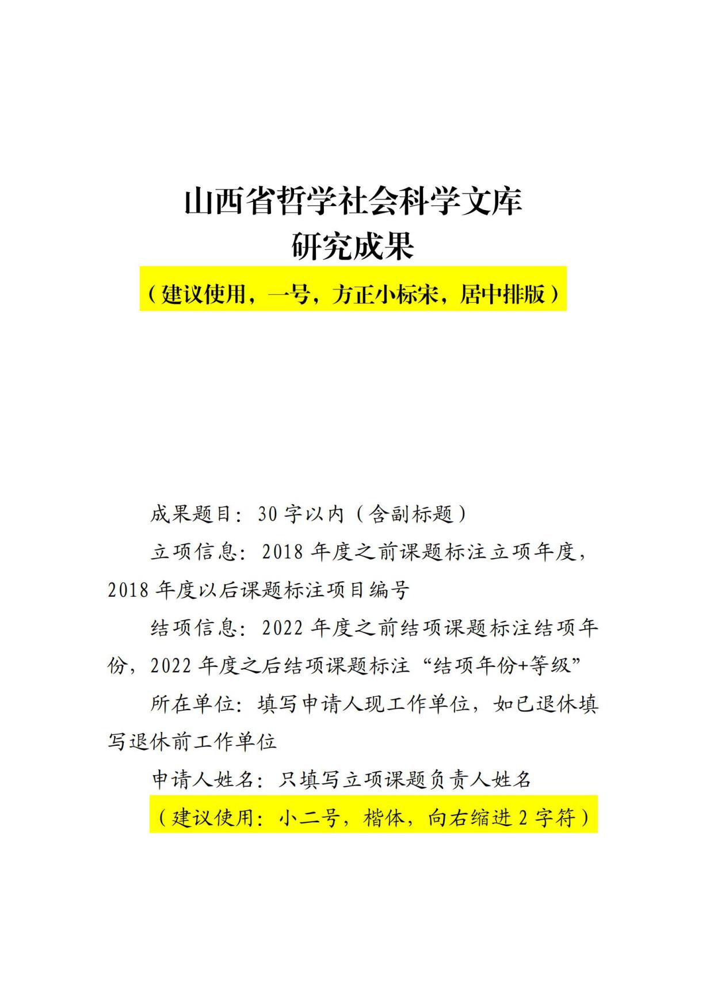 山西省哲学社会科学文库
研究成果
（建议使用，一号，方正小标宋，居中排版）
成果题目：30字以内（含副标题）
立项信息：2018年度之前课题标注立项年度，
2018年度以后课题标注项目编号
结项信息：2022年度之前结项课题标注结项年
份，2022年度之后结项课题标注“结项年份+等级”
所在单位：填写申请人现工作单位，如已退休填
写退休前工作单位
申请人姓名：只填写立项课题负责人姓名
（建议使用：小二号，楷体，向右缩进2字符）